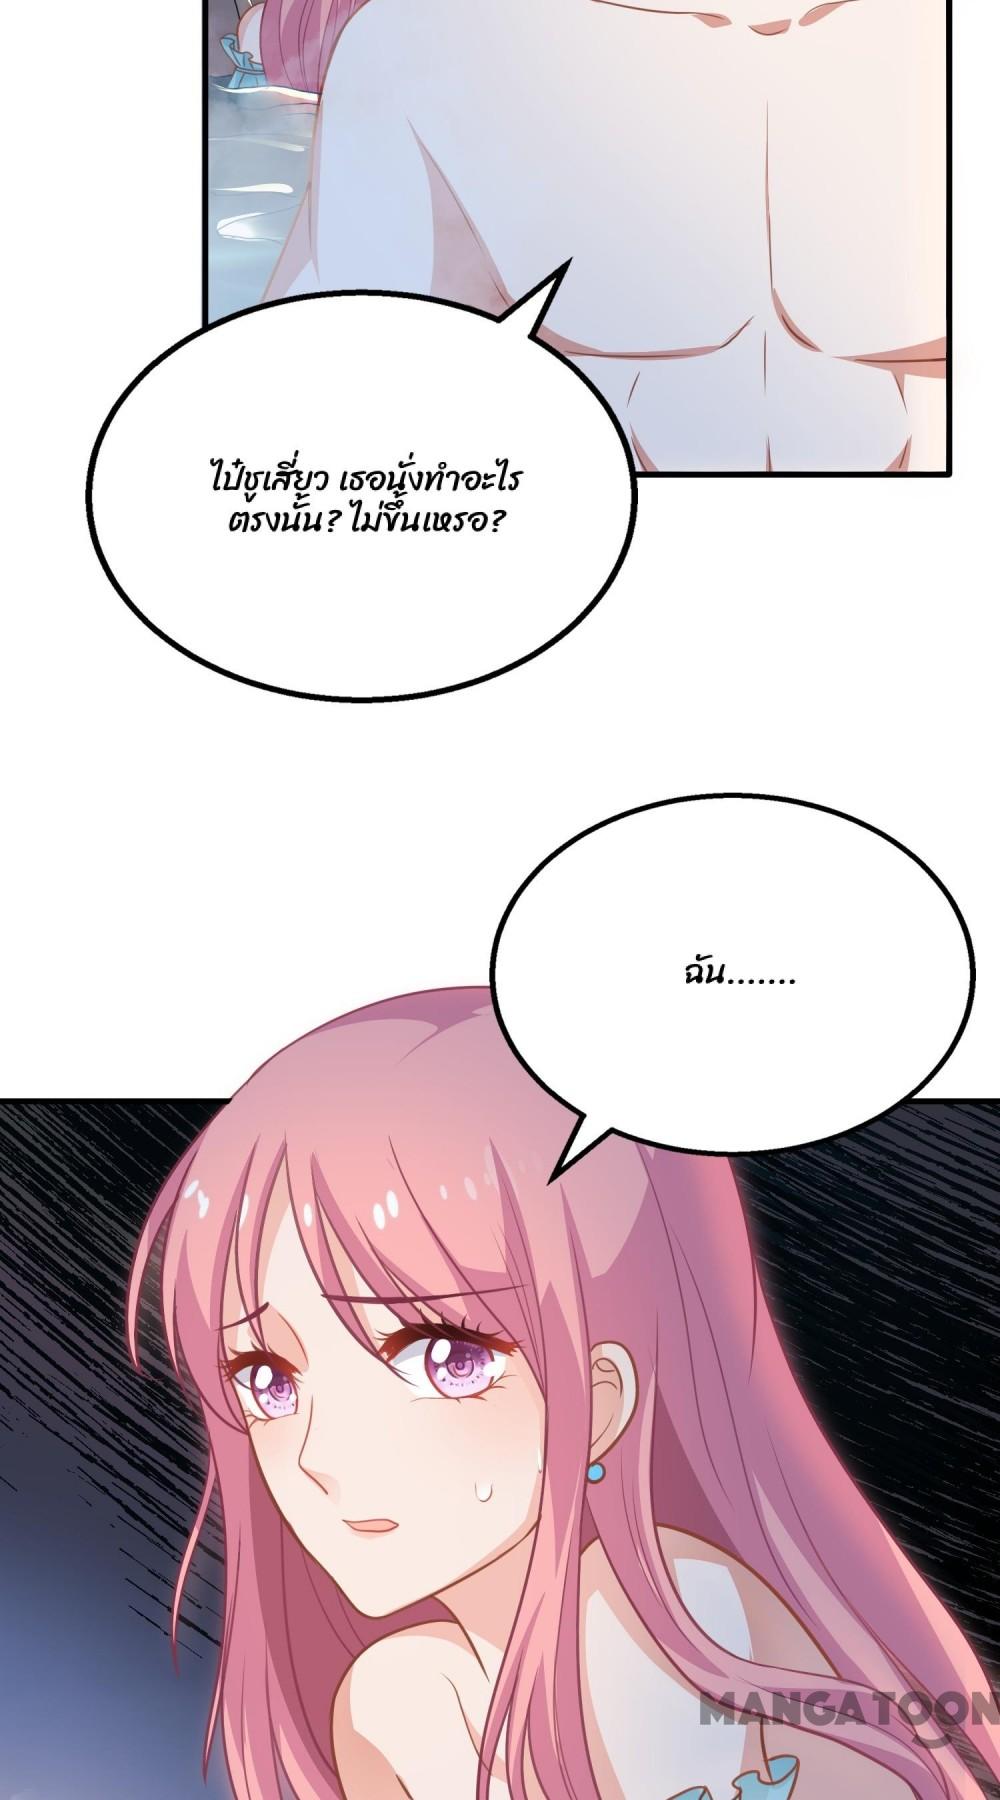 ไป๋ซูเสี่ยว เธอนั่งทำอะไร
ตรงนั้น? ไม่ขึ้นเหรอ?
ฉัน.......
MANGATOON